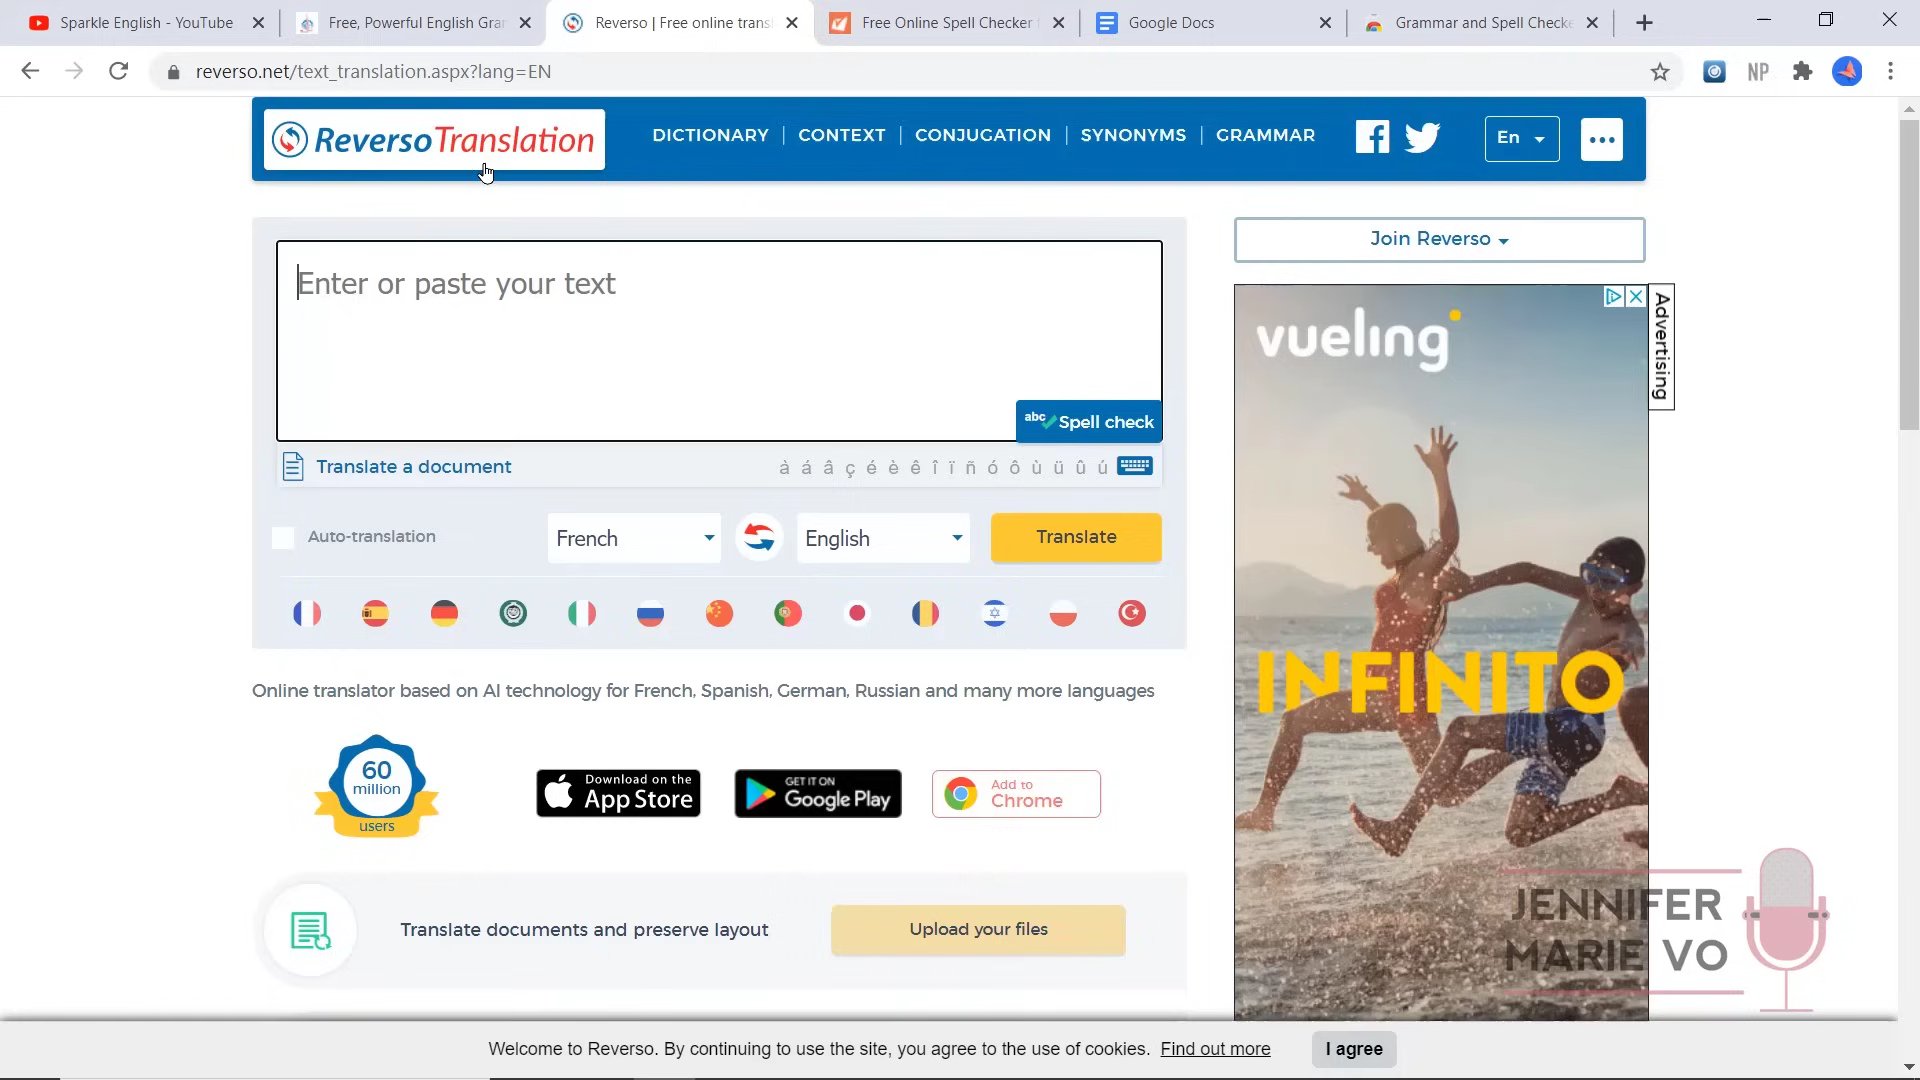 Sparkle English - YouTube
Free, Powerful English Gra
Reverso | Free online trans
Free Online Spell Checker
Google Docs
Grammar and Spell Checke
reverso.net/text_translation.aspx?lang=EN
NP
ReversoTranslation
DICTIONARY
CONTEXT
CONJUGATION
SYNONYMS
GRAMMAR
En
Enter or paste your text
abc Spell check
Translate a document
à á â ç é è ê î ï ñ ó ô ù ü û ú
Auto-translation
French
English
Translate
Online translator based on AI technology for French, Spanish, German, Russian and many more languages
60
million
users
Download on the
App Store
GET IT ON
Google Play
Add to
Chrome
Translate documents and preserve layout
Upload your files
Join Reverso
Advertising
vueling
INFINITO
JENNIFER
MARIE VO
Welcome to Reverso. By continuing to use the site, you agree to the use of cookies. Find out more
I agree